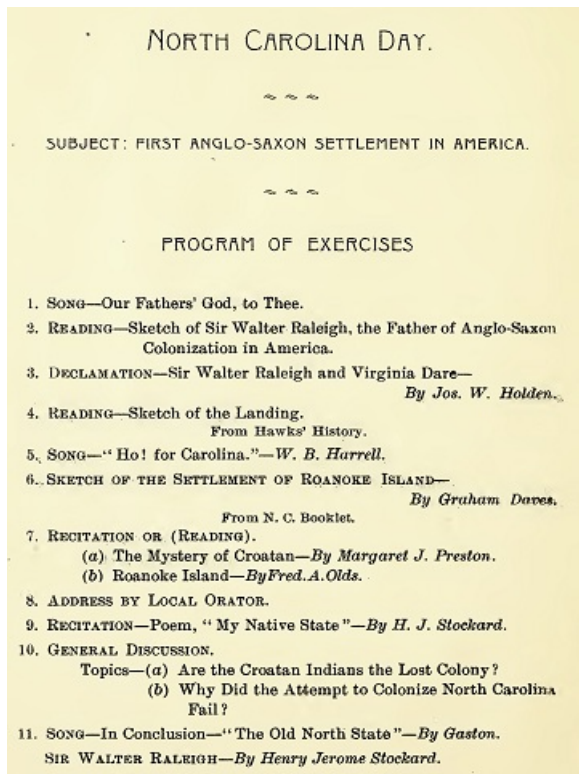 NORTH CAROLINA DAY.
SUBJECT: FIRST ANGLO-SAXON SETTLEMENT IN AMERICA.
PROGRAM OF EXERCISES
1. SONG—Our Fathers' God, to Thee.
2. READING—Sketch of Sir Walter Raleigh, the Father of Anglo-Saxon
Colonization in America.
3. DECLAMATION—Sir Walter Raleigh and Virginia Dare—
By Jos. W. Holden.
4. READING—Sketch of the Landing.
From Hawks' History.
5. SONG—"Ho! for Carolina."—W. B. Harrell.
6. SKETCH OF THE SETTLEMENT OF ROANOKE ISLAND—
By Graham Daves.
From N. C. Booklet.
7. RECITATION OR (READING).
(a) The Mystery of Croatan—By Margaret J. Preston.
(b) Roanoke Island—By Fred. A. Olds.
8. ADDRESS BY LOCAL ORATOR.
9. RECITATION—Poem, "My Native State"—By H. J. Stockard.
10. GENERAL DISCUSSION.
Topics—(a) Are the Croatan Indians the Lost Colony?
(b) Why Did the Attempt to Colonize North Carolina
Fail?
11. SONG—In Conclusion—"The Old North State"—By Gaston.
SIR WALTER RALEIGH—By Henry Jerome Stockard.